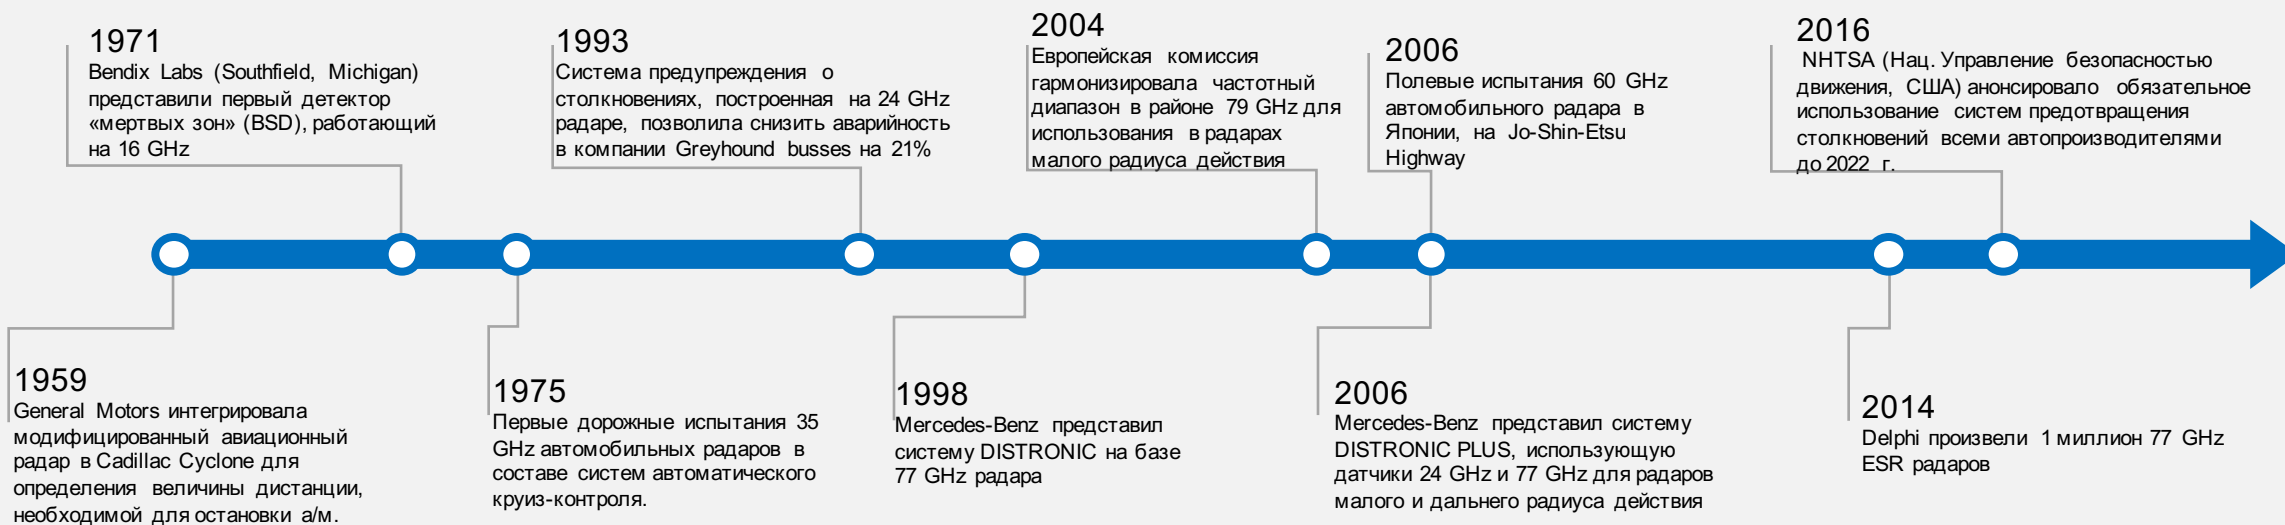 1971
Bendix Labs (Southfield, Michigan)
представили первый детектор
«мертвых зон» (BSD), работающий
на 16 GHz
1993
Система предупреждения о
столкновениях, построенная на 24 GHz
радаре, позволила снизить аварийность
в компании Greyhound busses на 21%
2004
Европейская комиссия
гармонизировала частотный
диапазон в районе 79 GHz для
использования в радарах
малого радиуса действия
2006
Полевые испытания 60 GHz
автомобильного радара в
Японии, на Jo-Shin-Etsu
Highway
2016
NHTSA (Нац. Управление безопасностью
движения, США) анонсировало обязательное
использование систем предотвращения
столкновений всеми автопроизводителями
до 2022 г.
1959
General Motors интегрировала
модифицированный авиационный
радар в Cadillac Cyclone для
определения величины дистанции,
необходимой для остановки а/м.
1975
Первые дорожные испытания 35
GHz автомобильных радаров в
составе систем автоматического
круиз-контроля.
1998
Mercedes-Benz представил
систему DISTRONIC на базе
77 GHz радара
2006
Mercedes-Benz представил систему
DISTRONIC PLUS, использующую
датчики 24 GHz и 77 GHz для радаров
малого и дальнего радиуса действия
2014
Delphi произвели 1 миллион 77 GHz
ESR радаров